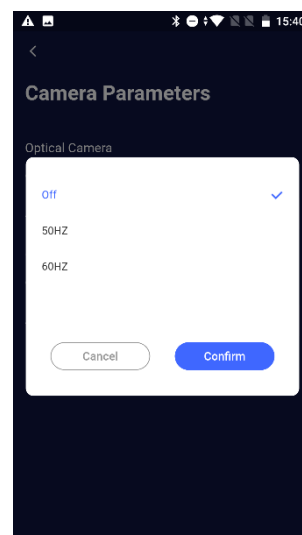 15:40
Camera Parameters
Optical Camera
Off
50HZ
60HZ
Cancel
Confirm